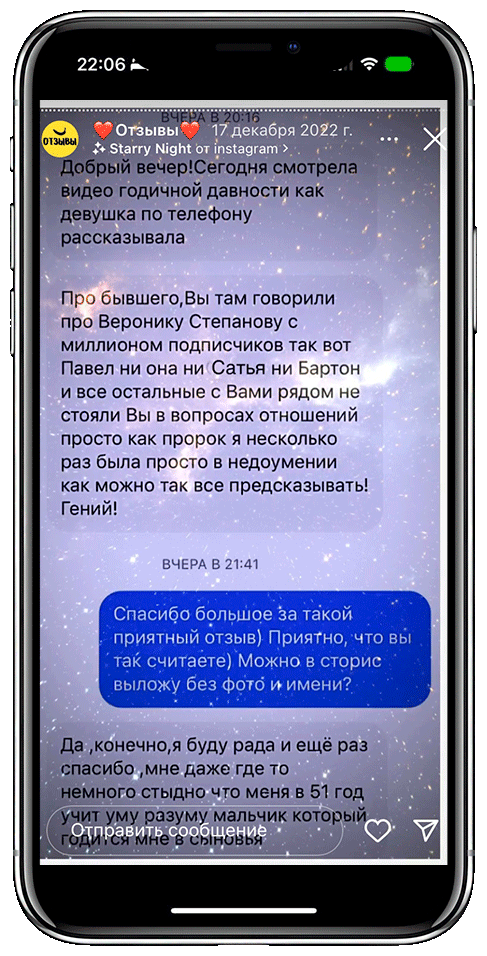 22:06
ВЧЕРА В 20:16
ОТЗЫВЫ
❤️Отзывы❤️ 17 декабря 2022 г.
Starry Night от instagram >
Добрый вечер!Сегодня смотрела
видео годичной давности как
девушка по телефону
рассказывала
Про бывшего,Вы там говорили
про Веронику Степанову с
миллионом подписчиков так вот
Павел ни она ни Сатья ни Бартон
и все остальные с Вами рядом не
стояли Вы в вопросах отношений
просто как пророк я несколько
раз была просто в недоумении
как можно так все предсказывать!
Гений!
ВЧЕРА В 21:41
Спасибо большое за такой
приятный отзыв) Приятно, что вы
так считаете) Можно в сторис
выложу без фото и имени?
Да ,конечно,я буду рада и ещё раз
спасибо ,мне даже где то
немного стыдно что меня в 51 год
учит уму разуму мальчик который
Отправить сообщение
годится мне в сыновья